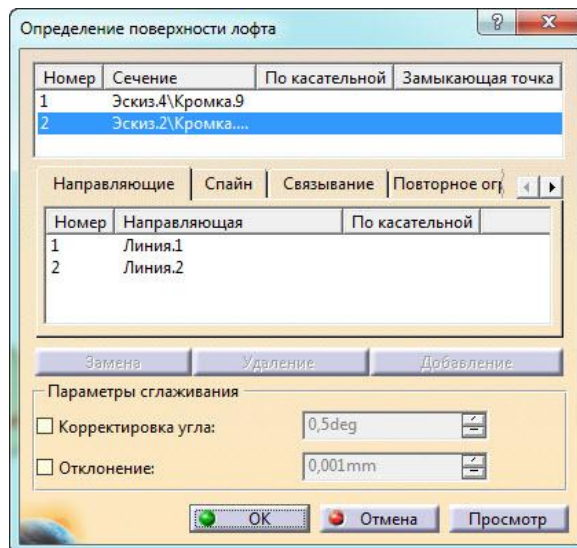 Определение поверхности лофта
Номер Сечение По касательной Замыкающая точка
1 Эскиз.4\Кромка.9
2 Эскиз.2\Кромка....
Направляющие Спайн Связывание Повторное огр
Номер Направляющая По касательной
1 Линия.1
2 Линия.2
Замена Удаление Добавление
Параметры сглаживания
Корректировка угла: 0,5deg
Отклонение: 0,001mm
OK Отмена Просмотр